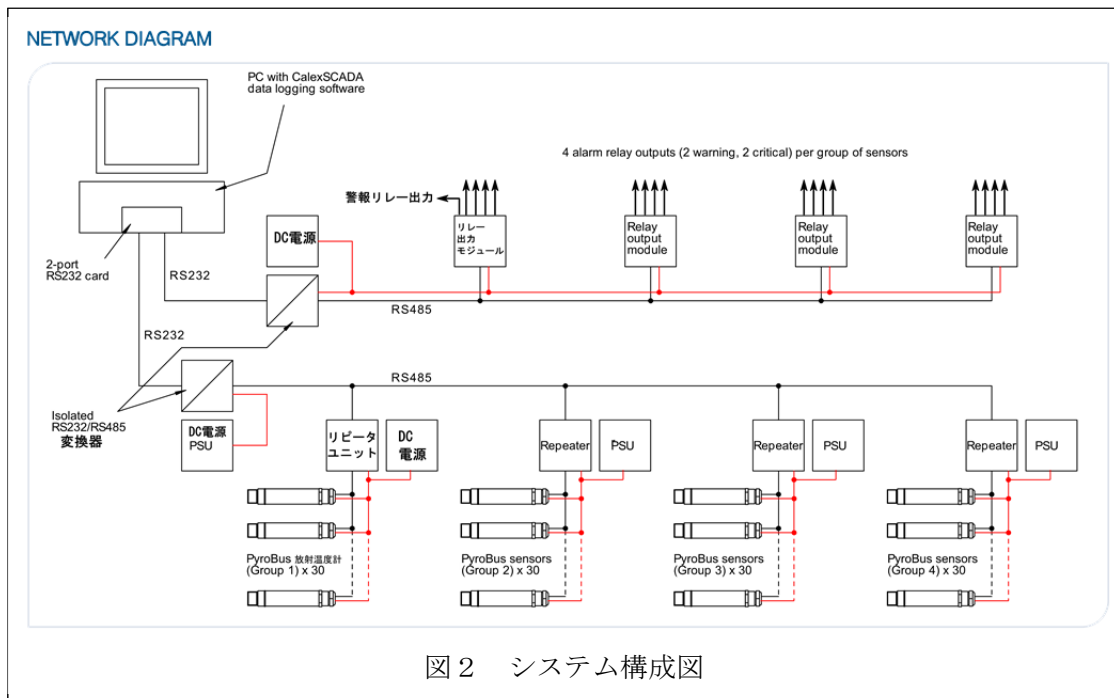 NETWORK DIAGRAM
PC with CalexSCADA
data logging software
4 alarm relay outputs (2 warning, 2 critical) per group of sensors
警報リレー出力
DC電源
リレー
出力
モジュール
Relay
output
module
Relay
output
module
Relay
output
module
2-port
RS232 card
RS232
RS485
RS232
RS485
Isolated
RS232/RS485
変換器
DC電源
PSU
リピータ
ユニット
DC
電源
Repeater
PSU
Repeater
PSU
Repeater
PSU
PyroBus 放射温度計
(Group 1) x 30
PyroBus sensors
(Group 2) x 30
PyroBus sensors
(Group 3) x 30
PyroBus sensors
(Group 4) x 30
図2 システム構成図